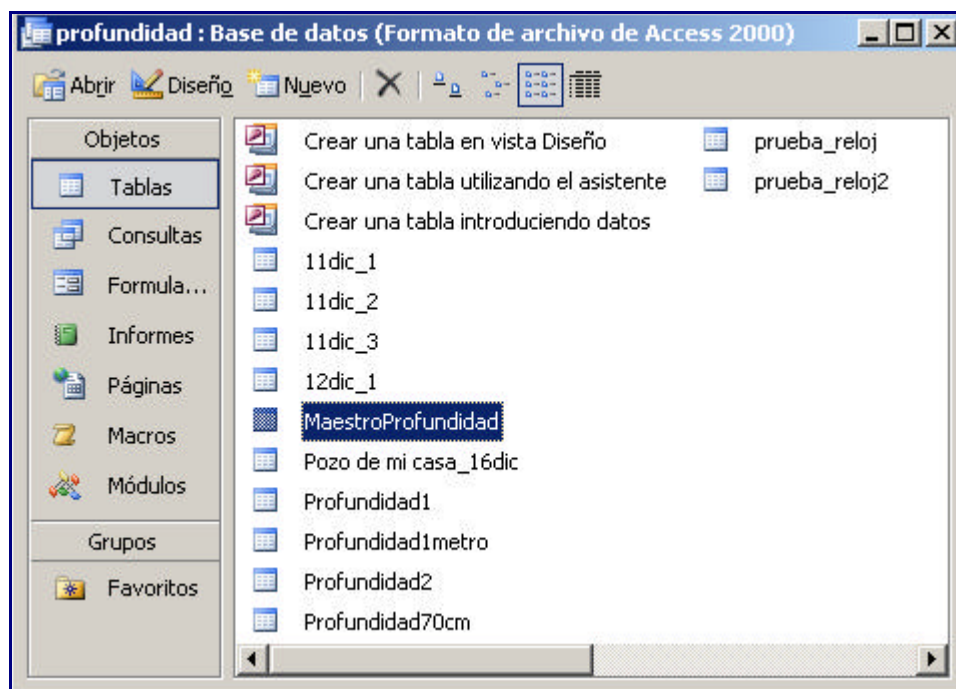 profundidad : Base de datos (Formato de archivo de Access 2000)
Abrir Diseño Nuevo
Objetos
Tablas
Consultas
Formula...
Informes
Páginas
Macros
Módulos
Grupos
Favoritos
Crear una tabla en vista Diseño
Crear una tabla utilizando el asistente
Crear una tabla introduciendo datos
11dic_1
11dic_2
11dic_3
12dic_1
MaestroProfundidad
Pozo de mi casa_16dic
Profundidad1
Profundidad1metro
Profundidad2
Profundidad70cm
prueba_reloj
prueba_reloj2